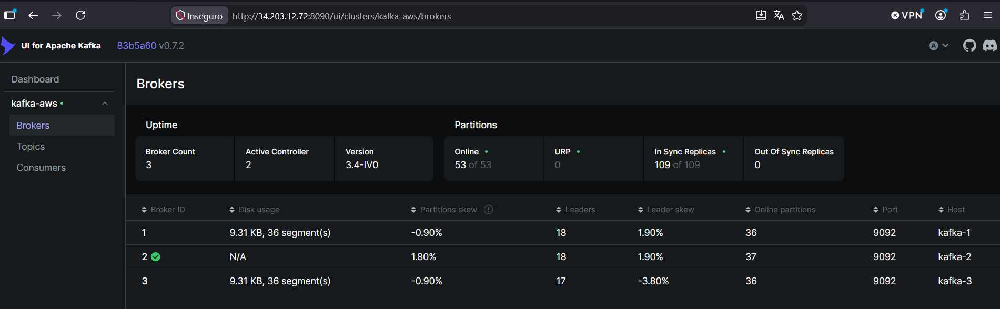 Inseguro http://34.203.12.72:8090/ui/clusters/kafka-aws/brokers VPN
UI for Apache Kafka 83b5a60 v0.7.2 A
Dashboard
kafka-aws
Brokers
Topics
Consumers
Brokers
Uptime
Broker Count Active Controller Version
3 2 3.4-IV0
Partitions
Online URP In Sync Replicas Out Of Sync Replicas
53 of 53 0 109 of 109 0
Broker ID Disk usage Partitions skew Leaders Leader skew Online partitions Port Host
1 9.31 KB, 36 segment(s) -0.90% 18 1.90% 36 9092 kafka-1
2 N/A 1.80% 18 1.90% 37 9092 kafka-2
3 9.31 KB, 36 segment(s) -0.90% 17 -3.80% 36 9092 kafka-3